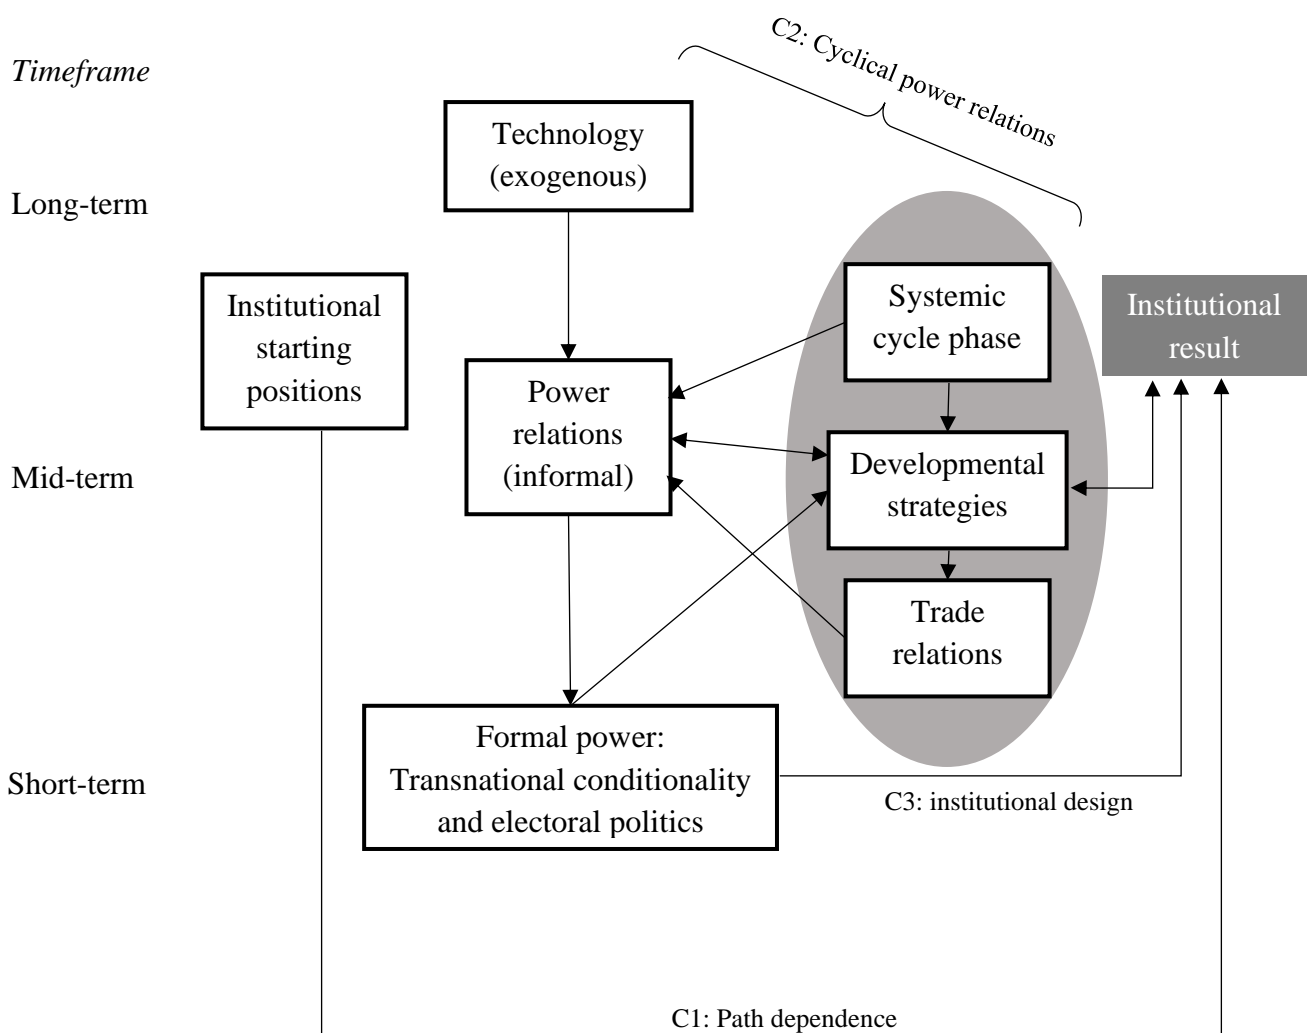 C2: Cyclical power relations
Timeframe
Technology
(exogenous)
Long-term
Institutional
starting
positions
Systemic
cycle phase
Institutional
result
Power
relations
(informal)
Mid-term
Developmental
strategies
Trade
relations
Short-term
Formal power:
Transnational conditionality
and electoral politics
C3: institutional design
C1: Path dependence